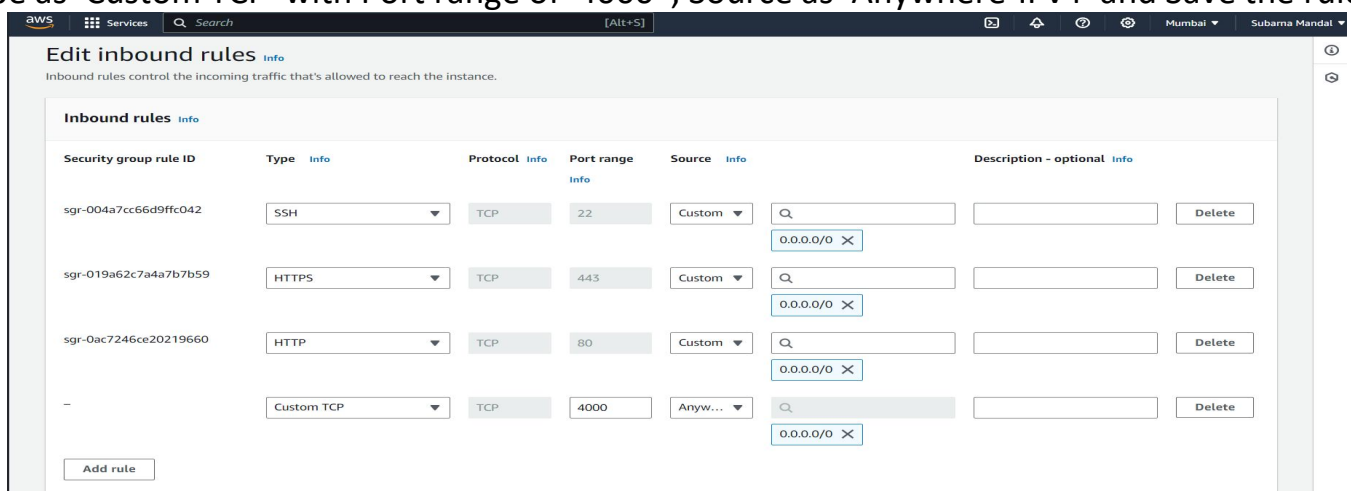 be as "Custom TCP" with Port range of "4000", Source as "Anywhere-IPv4" and Save the rule
aws Services Search [Alt+S] Mumbai Subarna Mandal
Edit inbound rules Info
Inbound rules control the incoming traffic that's allowed to reach the instance.
Inbound rules Info
Security group rule ID Type Info Protocol Info Port range Info Source Info Description - optional Info
sgr-004a7cc66d9ffc042 SSH TCP 22 Custom Delete
0.0.0.0/0
sgr-019a62c7a4a7b7b59 HTTPS TCP 443 Custom Delete
0.0.0.0/0
sgr-0ac7246ce20219660 HTTP TCP 80 Custom Delete
0.0.0.0/0
– Custom TCP TCP 4000 Anyw... Delete
0.0.0.0/0
Add rule